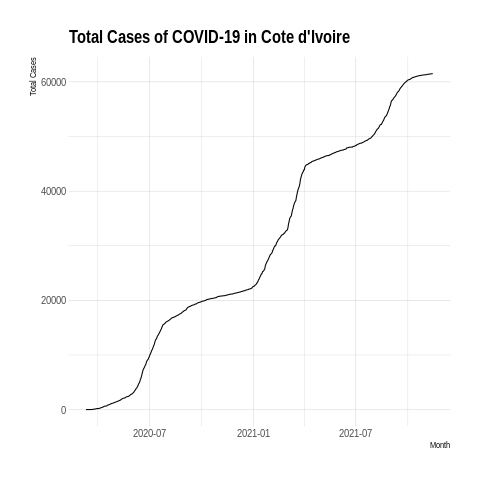 Total Cases of COVID-19 in Cote d'Ivoire
Total Cases
60000
40000
20000
0
2020-07
2021-01
2021-07
Month